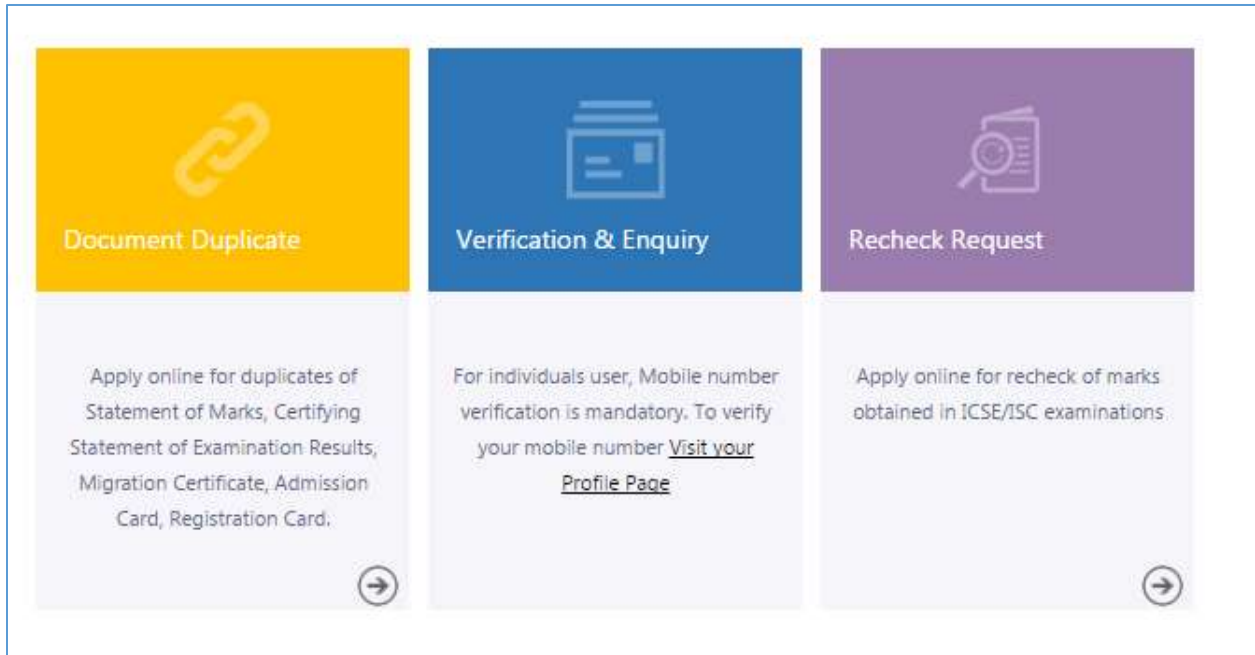 Document Duplicate
Apply online for duplicates of
Statement of Marks, Certifying
Statement of Examination Results,
Migration Certificate, Admission
Card, Registration Card.
Verification & Enquiry
For individuals user, Mobile number
verification is mandatory. To verify
your mobile number Visit your
Profile Page
Recheck Request
Apply online for recheck of marks
obtained in ICSE/ISC examinations